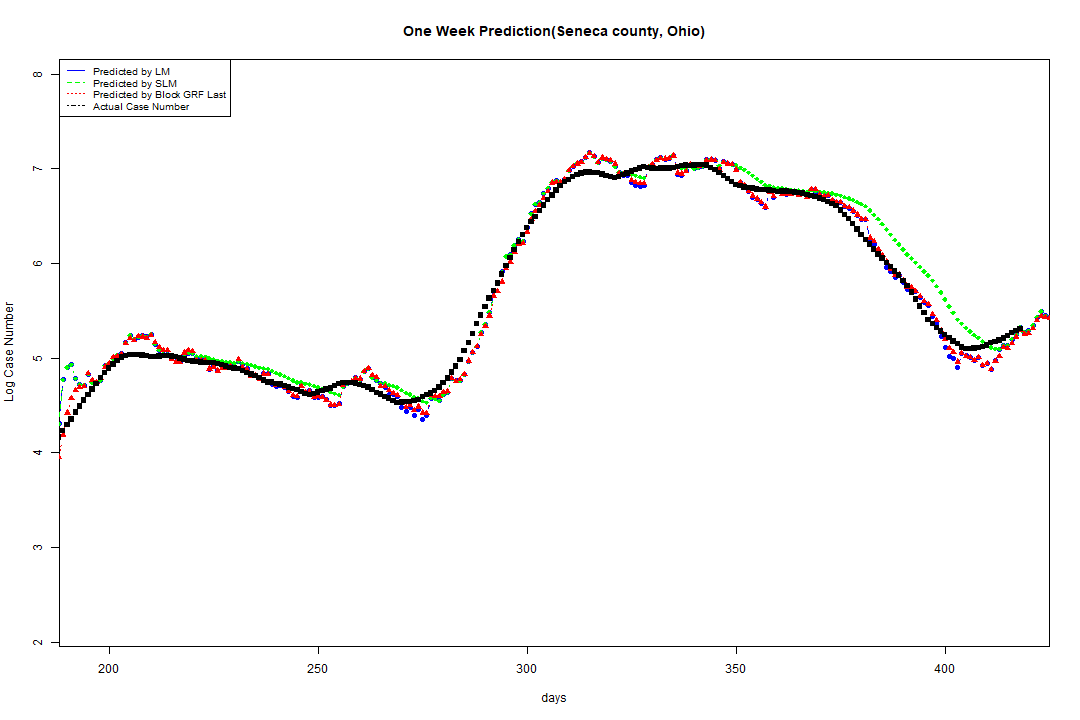 One Week Prediction(Seneca county, Ohio)
Predicted by LM
Predicted by SLM
Predicted by Block GRF Last
Actual Case Number
8
7
6
5
4
3
2
Log Case Number
200 250 300 350 400
days